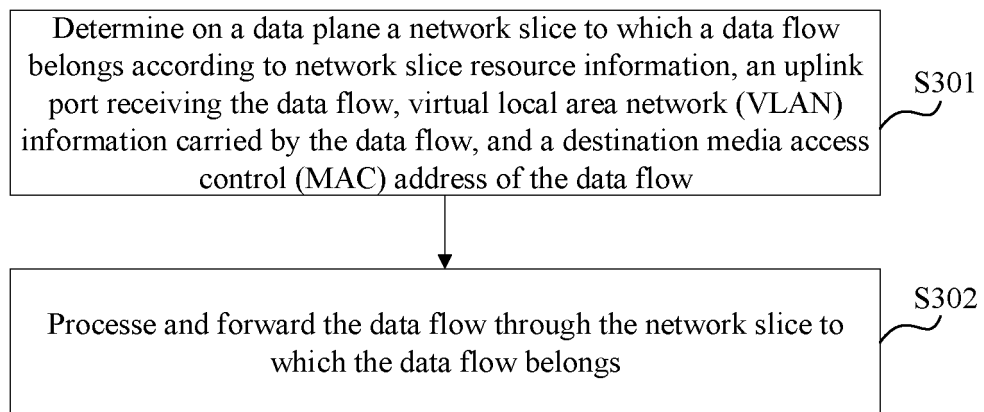 Determine on a data plane a network slice to which a data flow
belongs according to network slice resource information, an uplink
port receiving the data flow, virtual local area network (VLAN)
information carried by the data flow, and a destination media access
control (MAC) address of the data flow
S301
Processe and forward the data flow through the network slice to
which the data flow belongs
S302